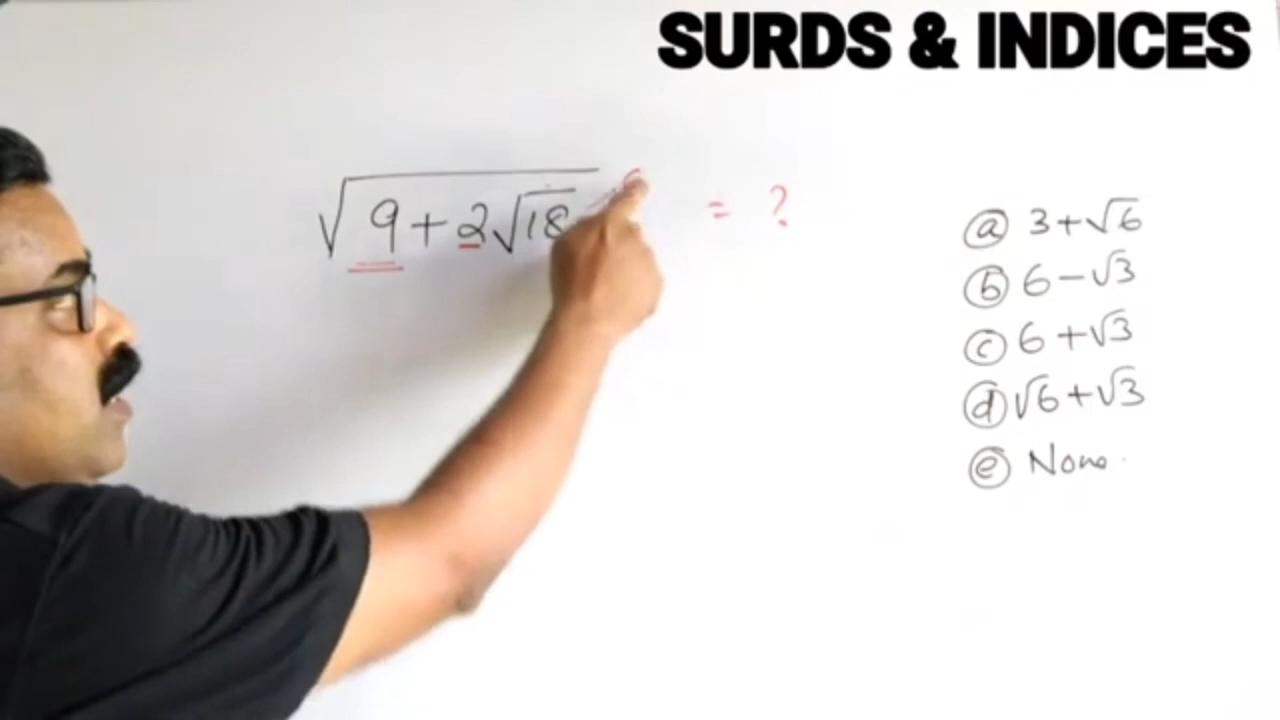 SURDS & INDICES
√(9+2√18) = ?
ⓐ 3+√6
ⓑ 6−√3
ⓒ 6+√3
ⓓ √6+√3
ⓔ None.